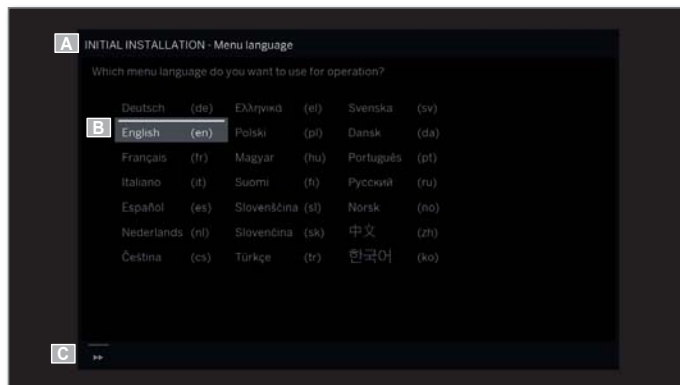 A INITIAL INSTALLATION - Menu language
Which menu language do you want to use for operation?
Deutsch (de) Ελληνικά (el) Svenska (sv)
B English (en) Polski (pl) Dansk (da)
Français (fr) Magyar (hu) Português (pt)
Italiano (it) Suomi (fi) Русский (ru)
Español (es) Slovenščina (sl) Norsk (no)
Nederlands (nl) Slovenčina (sk) 中文 (zh)
Čeština (cs) Türkçe (tr) 한국어 (ko)
C